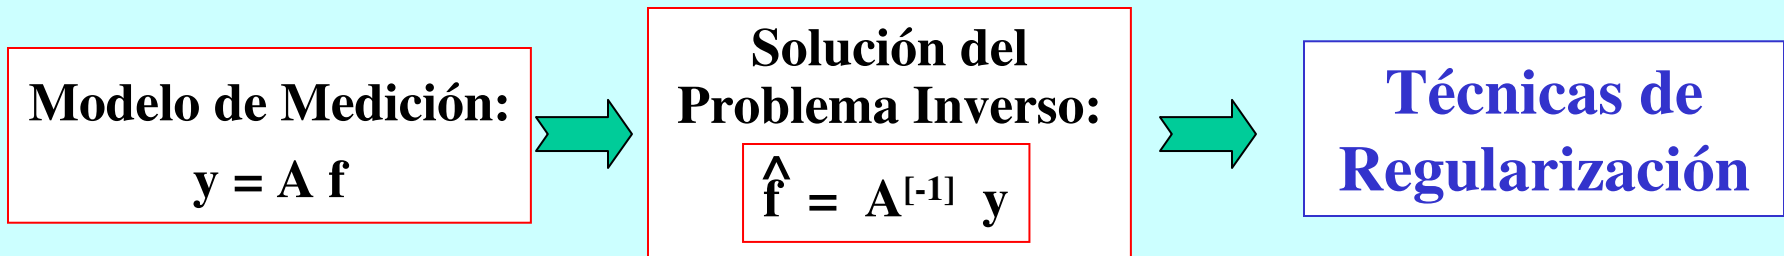 Modelo de Medición:
y = A f
Solución del
Problema Inverso:
f̂ = A[-1] y
Técnicas de
Regularización